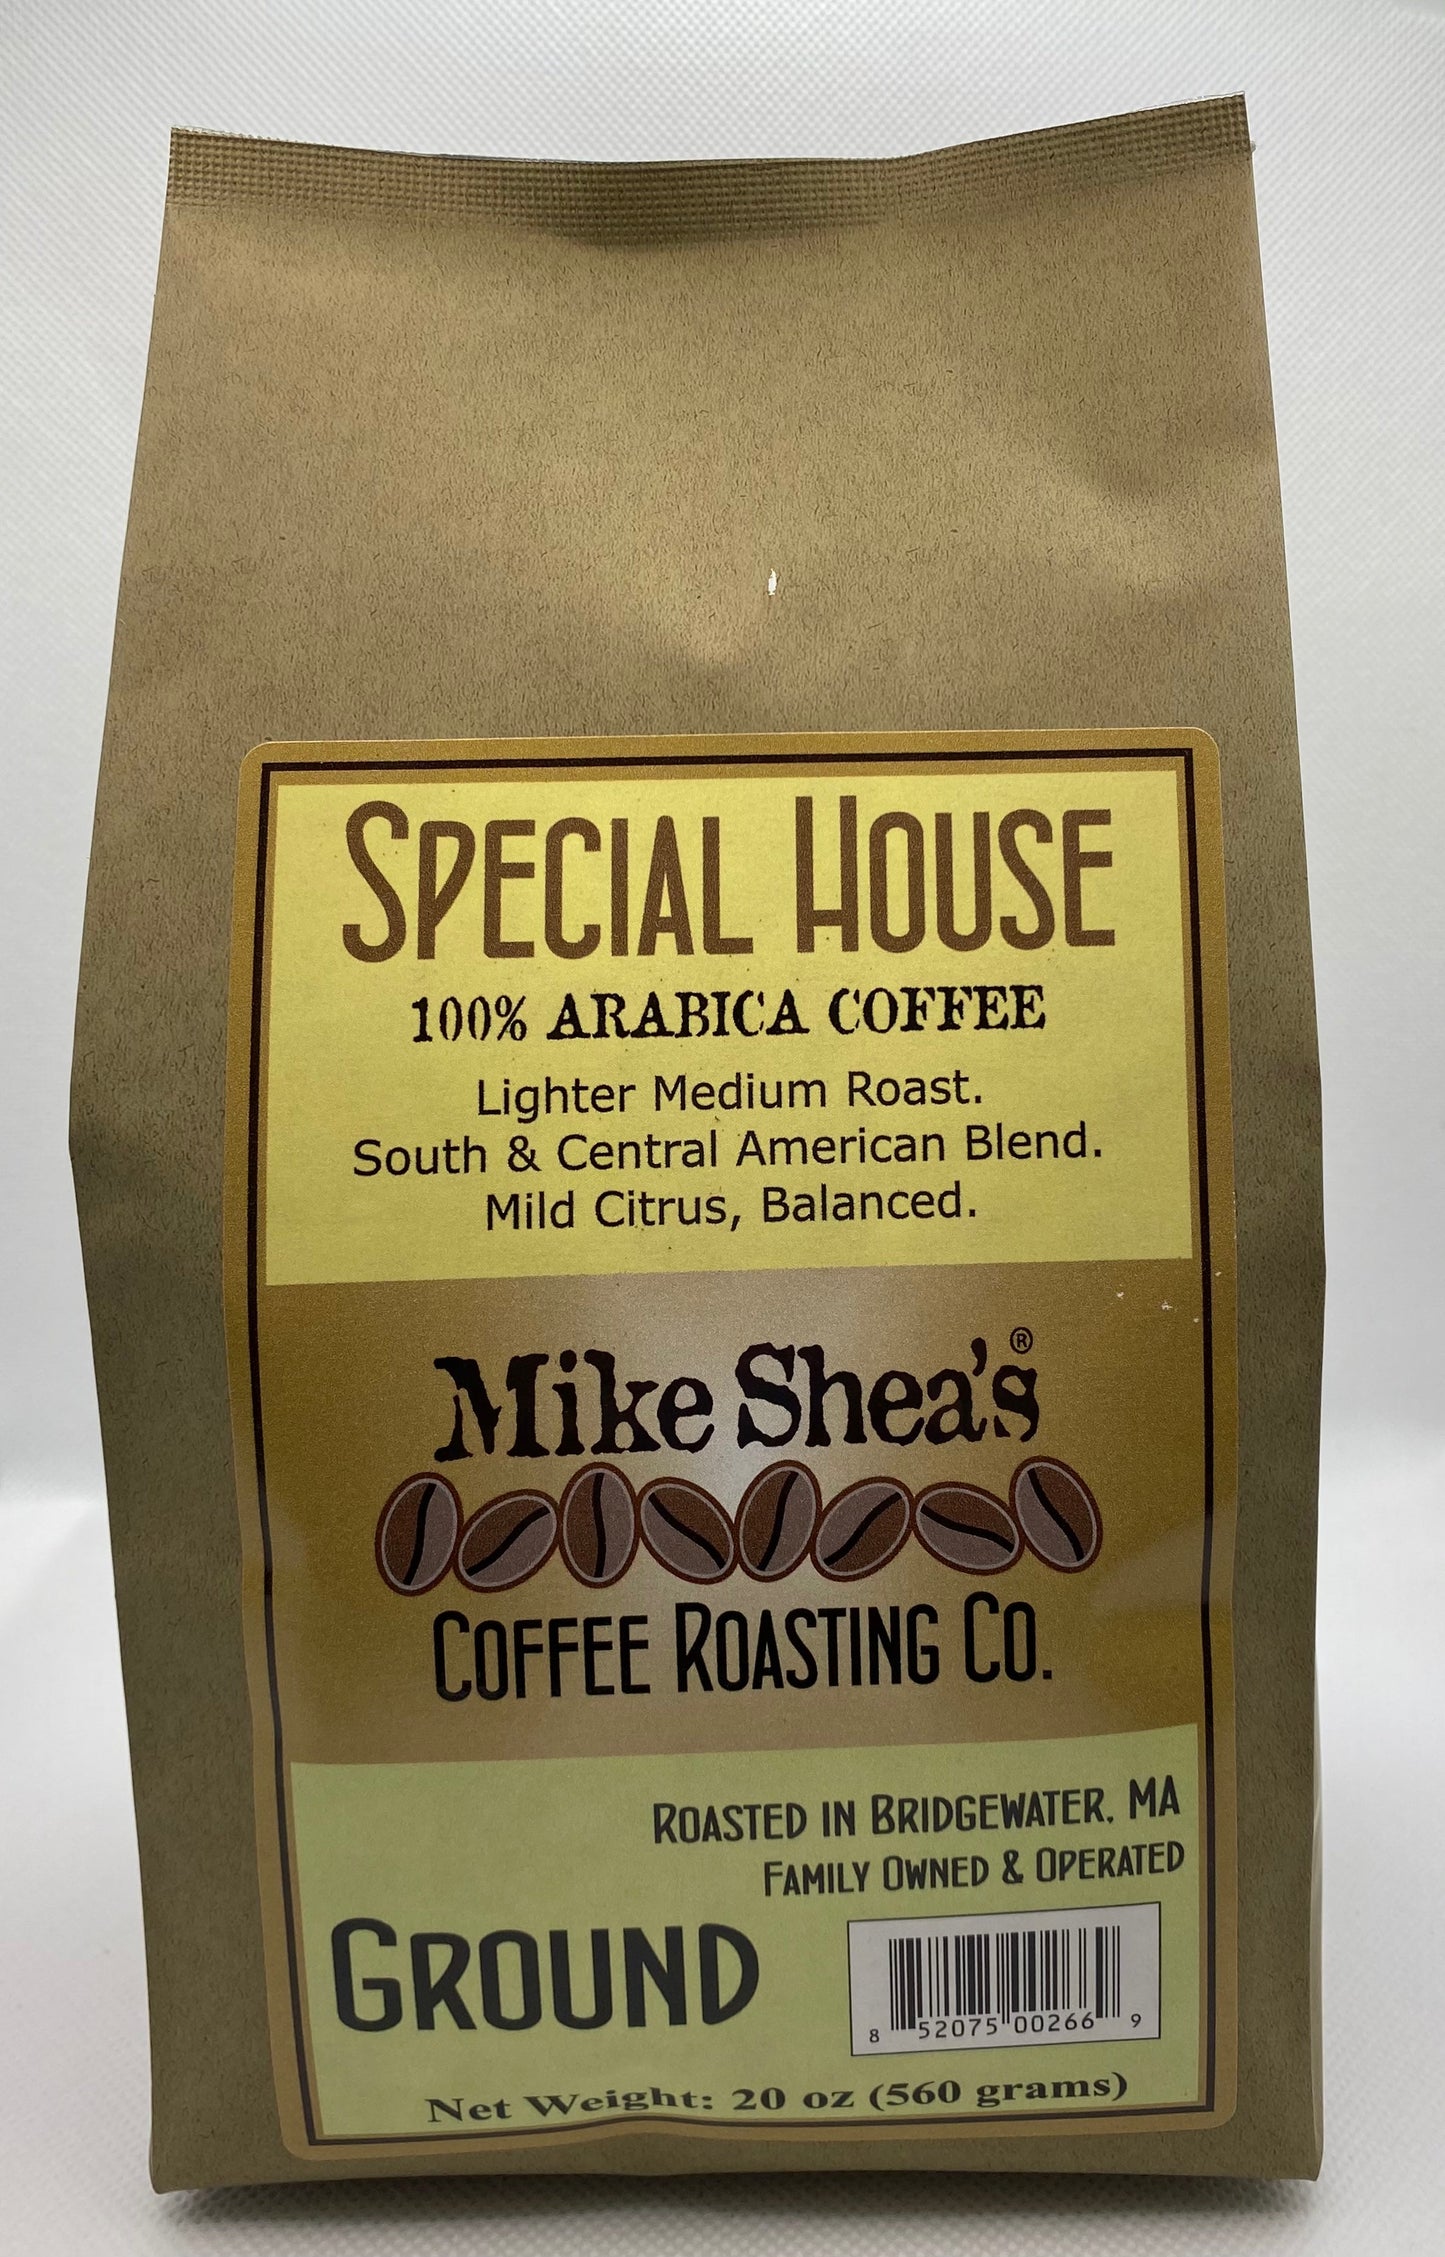 Special House
100% ARABICA COFFEE
Lighter Medium Roast.
South & Central American Blend.
Mild Citrus, Balanced.
Mike Shea's®
Coffee Roasting Co.
Roasted in Bridgewater, MA
Family Owned & Operated
Ground
8 52075 00266 9
Net Weight: 20 oz (560 grams)